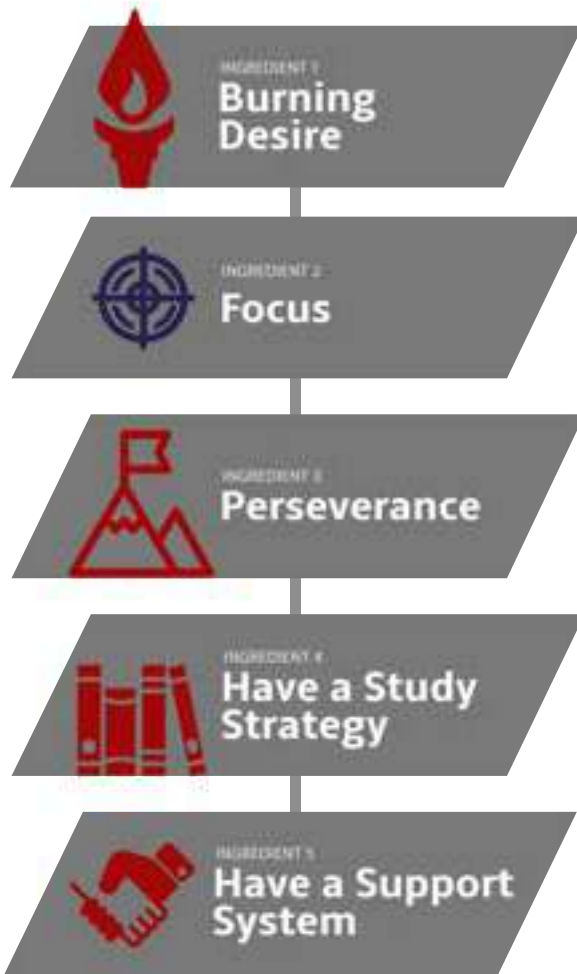 INGREDIENT 1
Burning
Desire
INGREDIENT 2
Focus
INGREDIENT 3
Perseverance
INGREDIENT 4
Have a Study
Strategy
INGREDIENT 5
Have a Support
System